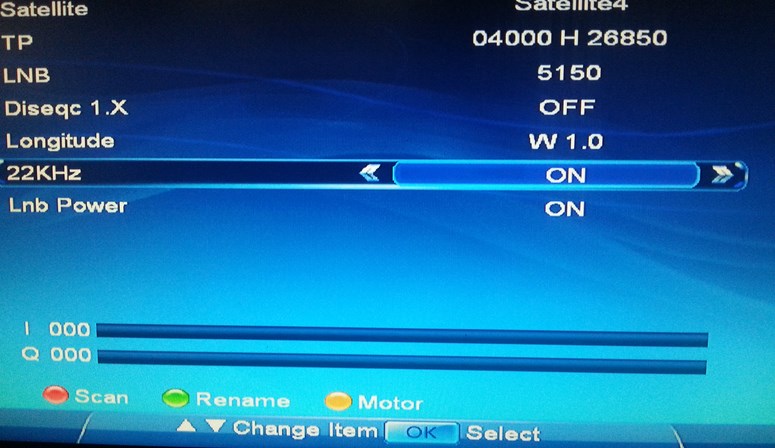 Satellite Satellite4
TP 04000 H 26850
LNB 5150
Diseqc 1.X OFF
Longitude W 1.0
22KHz ON
Lnb Power ON
I 000
Q 000
Scan Rename Motor
Change Item OK Select